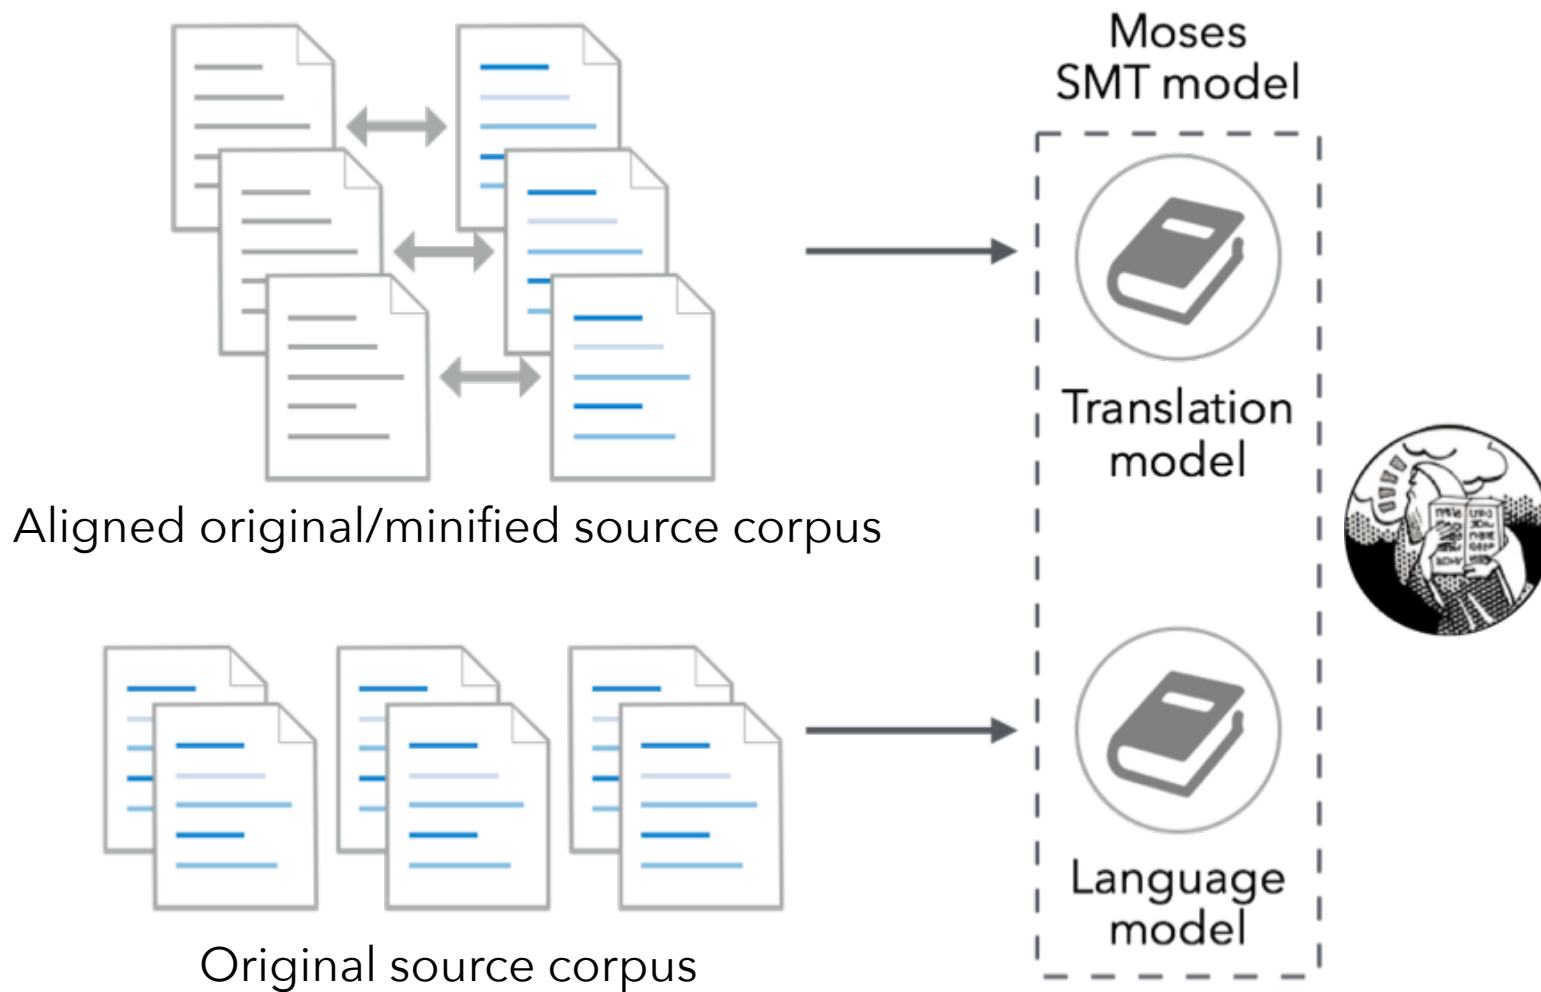 Moses
SMT model
Translation
model
Aligned original/minified source corpus
Language
model
Original source corpus